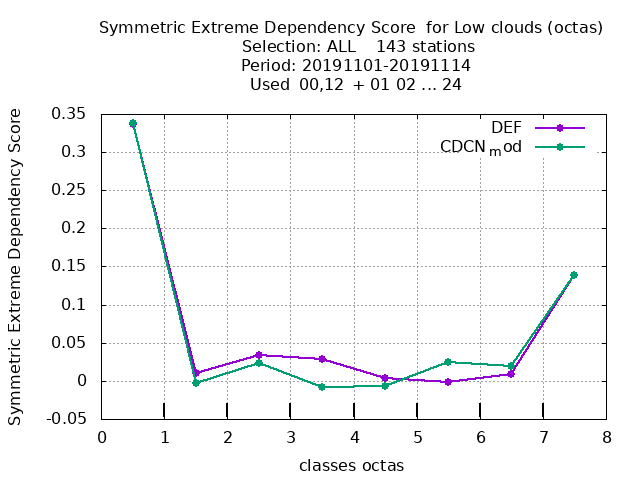 Symmetric Extreme Dependency Score  for Low clouds (octas)
Selection: ALL    143 stations
Period: 20191101-20191114
Used  00,12  + 01 02 ... 24
Symmetric Extreme Dependency Score
0.35
0.3
0.25
0.2
0.15
0.1
0.05
0
-0.05
DEF
CDCNmod
0 1 2 3 4 5 6 7 8
classes octas